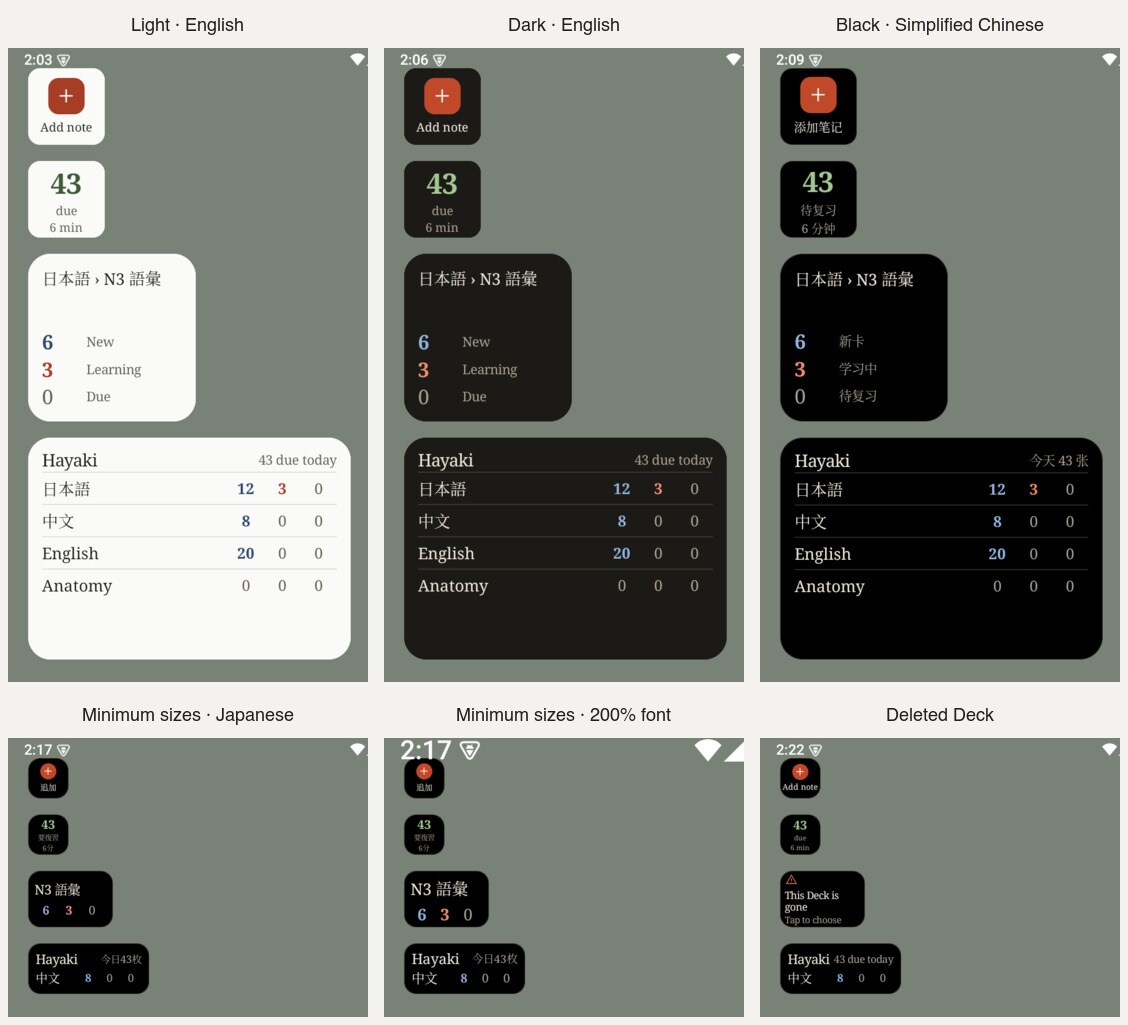 Light · English
2:03
Add note
43
due
6 min
日本語 › N3 語彙
6 New
3 Learning
0 Due
Hayaki 43 due today
日本語 12 3 0
中文 8 0 0
English 20 0 0
Anatomy 0 0 0
Dark · English
2:06
Add note
43
due
6 min
日本語 › N3 語彙
6 New
3 Learning
0 Due
Hayaki 43 due today
日本語 12 3 0
中文 8 0 0
English 20 0 0
Anatomy 0 0 0
Black · Simplified Chinese
2:09
添加笔记
43
待复习
6 分钟
日本語 › N3 語彙
6 新卡
3 学习中
0 待复习
Hayaki 今天 43 张
日本語 12 3 0
中文 8 0 0
English 20 0 0
Anatomy 0 0 0
Minimum sizes · Japanese
2:17
追加
43
要復習
6分
N3 語彙
6 3 0
Hayaki 今日43枚
中文 8 0 0
Minimum sizes · 200% font
2:17
追加
43
要復習
6分
N3 語彙
6 3 0
Hayaki 今日43枚
中文 8 0 0
Deleted Deck
2:22
Add note
43
due
6 min
This Deck is
gone
Tap to choose
Hayaki 43 due today
中文 8 0 0